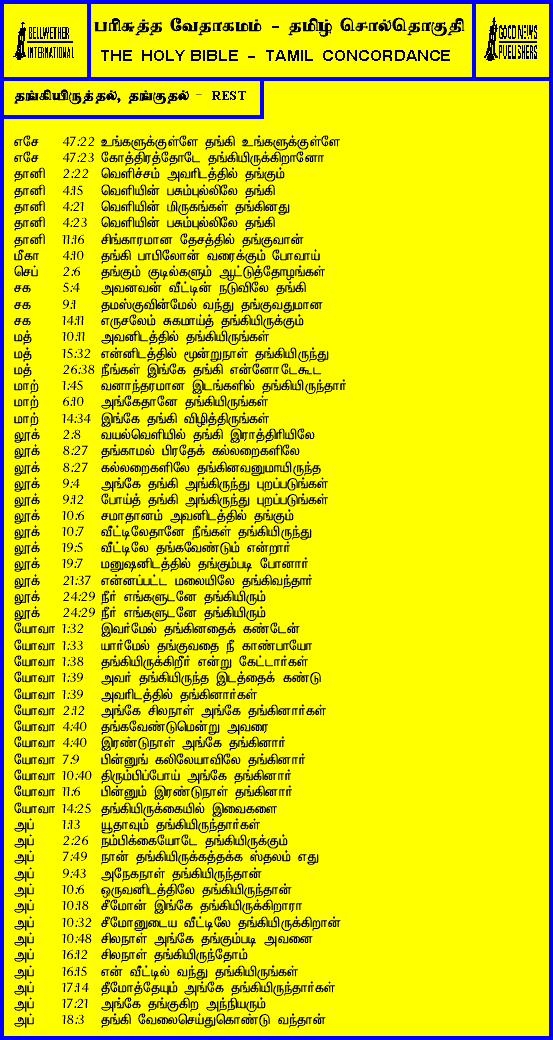 BELLWETHER
INTERNATIONAL
பரிசுத்த வேதாகமம் - தமிழ் சொல்தொகுதி
THE HOLY BIBLE - TAMIL CONCORDANCE
GOOD NEWS
PUBLISHERS
தங்கியிருத்தல், தங்குதல் - REST
எசே 47:22 உங்களுக்குள்ளே தங்கி உங்களுக்குள்ளே
எசே 47:23 கோத்திரத்தோடே தங்கியிருக்கிறானோ
தானி 2:22 வெளிச்சம் அவரிடத்தில் தங்கும்
தானி 4:15 வெளியின் பசும்புல்லிலே தங்கி
தானி 4:21 வெளியின் மிருகங்கள் தங்கினது
தானி 4:23 வெளியின் பசும்புல்லிலே தங்கி
தானி 11:16 சிங்காரமான தேசத்தில் தங்குவான்
மீகா 4:10 தங்கி பாபிலோன் வரைக்கும் போவாய்
செப் 2:6 தங்கும் குடில்களும் ஆட்டுத்தோழங்கள்
சக 5:4 அவனவன் வீட்டின் நடுவிலே தங்கி
சக 9:1 தமஸ்குவின்மேல் வந்து தங்குவதுமான
சக 14:11 எருசலேம் சுகமாய்த் தங்கியிருக்கும்
மத் 10:11 அவனிடத்தில் தங்கியிருங்கள்
மத் 15:32 என்னிடத்தில் மூன்றுநாள் தங்கியிருந்து
மத் 26:38 நீங்கள் இங்கே தங்கி என்னோடேகூட
மாற் 1:45 வனாந்தரமான இடங்களில் தங்கியிருந்தார்
மாற் 6:10 அங்கேதானே தங்கியிருங்கள்
மாற் 14:34 இங்கே தங்கி விழித்திருங்கள்
லூக் 2:8 வயல்வெளியில் தங்கி இராத்திரியிலே
லூக் 8:27 தங்காமல் பிரதேக் கல்லறைகளிலே
லூக் 8:27 கல்லறைகளிலே தங்கினவனுமாயிருந்த
லூக் 9:4 அங்கே தங்கி அங்கிருந்து புறப்படுங்கள்
லூக் 9:12 போய்த் தங்கி அங்கிருந்து புறப்படுங்கள்
லூக் 10:6 சமாதானம் அவனிடத்தில் தங்கும்
லூக் 10:7 வீட்டிலேதானே நீங்கள் தங்கியிருந்து
லூக் 19:5 வீட்டிலே தங்கவேண்டும் என்றார்
லூக் 19:7 மனுஷனிடத்தில் தங்கும்படி போனார்
லூக் 21:37 என்னப்பட்ட மலையிலே தங்கிவந்தார்
லூக் 24:29 நீர் எங்களுடனே தங்கியிரும்
லூக் 24:29 நீர் எங்களுடனே தங்கியிரும்
யோவா 1:32 இவர்மேல் தங்கினதைக் கண்டேன்
யோவா 1:33 யார்மேல் தங்குவதை நீ காண்பாயோ
யோவா 1:38 தங்கியிருக்கிறீர் என்று கேட்டார்கள்
யோவா 1:39 அவர் தங்கியிருந்த இடத்தைக் கண்டு
யோவா 1:39 அவரிடத்தில் தங்கினார்கள்
யோவா 2:12 அங்கே சிலநாள் அங்கே தங்கினார்கள்
யோவா 4:40 தங்கவேண்டுமென்று அவரை
யோவா 4:40 இரண்டுநாள் அங்கே தங்கினார்
யோவா 7:9 பின்னுங் கலிலேயாவிலே தங்கினார்
யோவா 10:40 திரும்பிப்போய் அங்கே தங்கினார்
யோவா 11:6 பின்னும் இரண்டுநாள் தங்கினார்
யோவா 14:25 தங்கியிருக்கையில் இவைகளை
அப் 1:13 யூதாவும் தங்கியிருந்தார்கள்
அப் 2:26 நம்பிக்கையோடே தங்கியிருக்கும்
அப் 7:49 நான் தங்கியிருக்கத்தக்க ஸ்தலம் எது
அப் 9:43 அநேகநாள் தங்கியிருந்தான்
அப் 10:6 ஒருவனிடத்திலே தங்கியிருந்தான்
அப் 10:18 சீமோன் இங்கே தங்கியிருக்கிறாரா
அப் 10:32 சீமோனுடைய வீட்டிலே தங்கியிருக்கிறான்
அப் 10:48 சிலநாள் அங்கே தங்கும்படி அவனை
அப் 16:12 சிலநாள் தங்கியிருந்தோம்
அப் 16:15 என் வீட்டில் வந்து தங்கியிருங்கள்
அப் 17:14 தீமோத்தேயும் அங்கே தங்கியிருந்தார்கள்
அப் 17:21 அங்கே தங்குகிற அந்நியரும்
அப் 18:3 தங்கி வேலைசெய்துகொண்டு வந்தான்